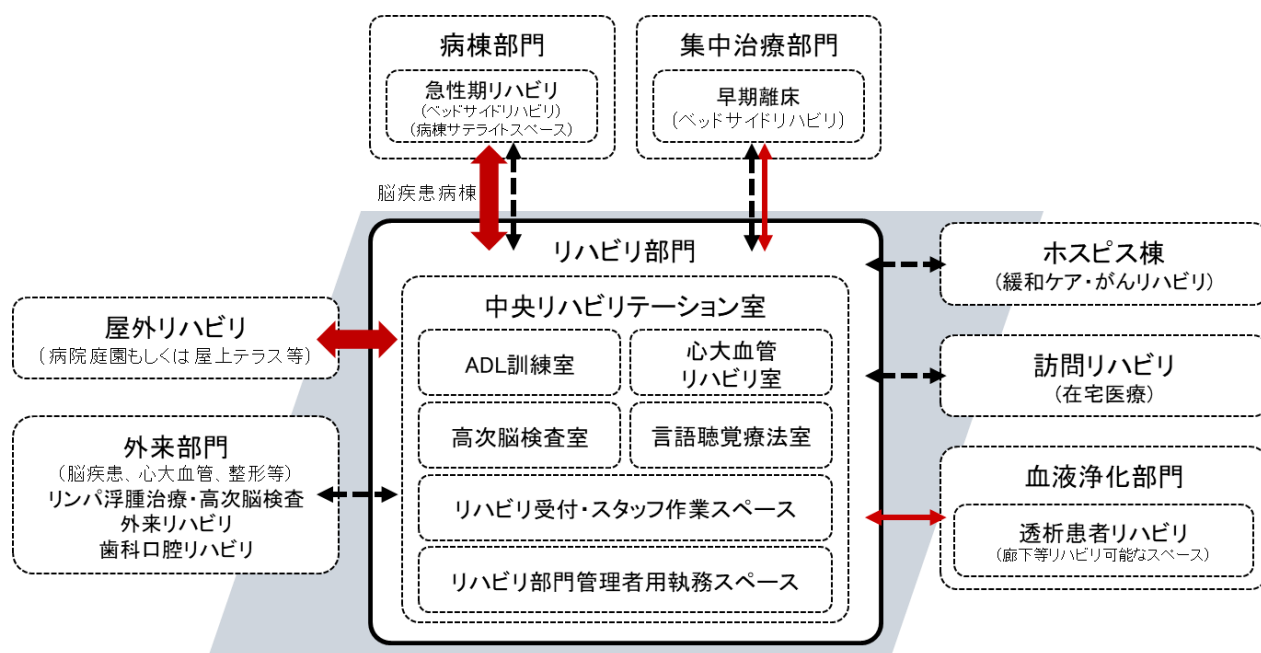 病棟部門
急性期リハビリ
(ベッドサイドリハビリ)
(病棟サテライトスペース)
集中治療部門
早期離床
(ベッドサイドリハビリ)
脳疾患病棟
リハビリ部門
中央リハビリテーション室
ADL訓練室
心大血管
リハビリ室
高次脳検査室
言語聴覚療法室
リハビリ受付・スタッフ作業スペース
リハビリ部門管理者用執務スペース
屋外リハビリ
(病院庭園もしくは屋上テラス等)
外来部門
(脳疾患、心大血管、整形等)
リンパ浮腫治療・高次脳検査
外来リハビリ
歯科口腔リハビリ
ホスピス棟
(緩和ケア・がんリハビリ)
訪問リハビリ
(在宅医療)
血液浄化部門
透析患者リハビリ
(廊下等リハビリ可能なスペース)